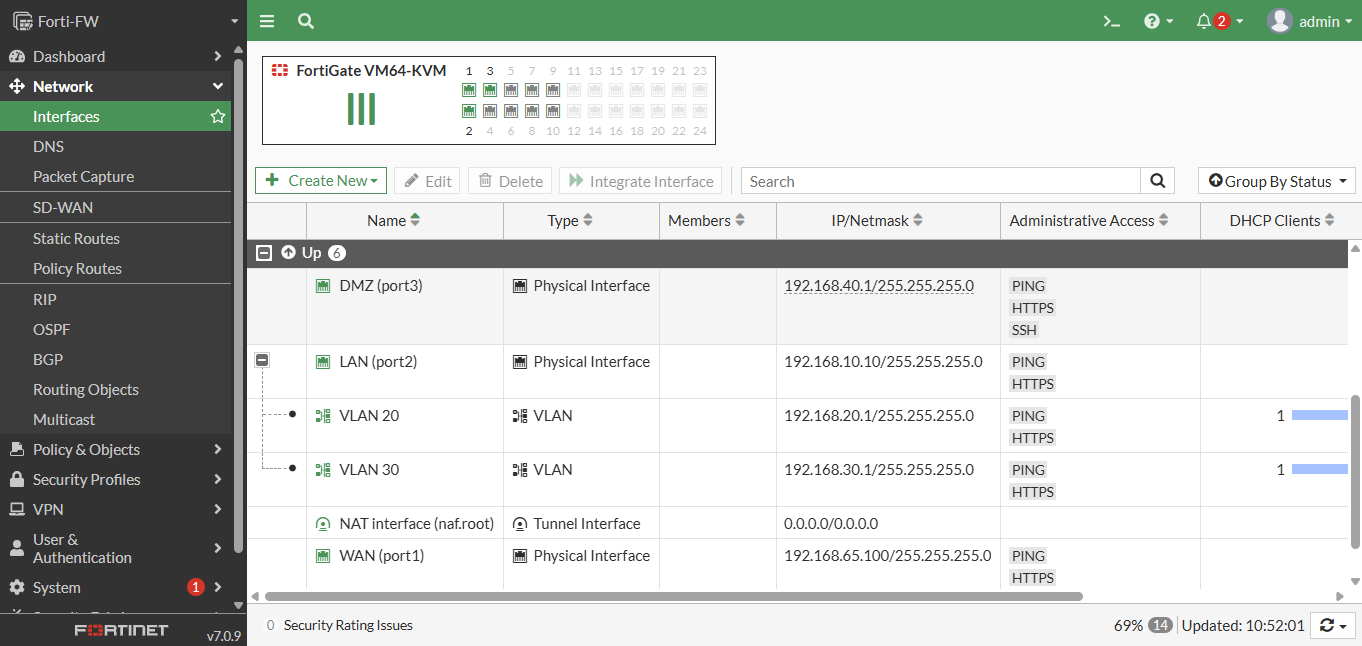 Forti-FW
2
admin
Dashboard
Network
Interfaces
DNS
Packet Capture
SD-WAN
Static Routes
Policy Routes
RIP
OSPF
BGP
Routing Objects
Multicast
Policy & Objects
Security Profiles
VPN
User &
Authentication
System 1
FORTINET v7.0.9
FortiGate VM64-KVM
1 3 5 7 9 11 13 15 17 19 21 23
2 4 6 8 10 12 14 16 18 20 22 24
Create New Edit Delete Integrate Interface Search Group By Status
Name Type Members IP/Netmask Administrative Access DHCP Clients
Up 6
DMZ (port3) Physical Interface 192.168.40.1/255.255.255.0 PING
HTTPS
SSH
LAN (port2) Physical Interface 192.168.10.10/255.255.255.0 PING
HTTPS
VLAN 20 VLAN 192.168.20.1/255.255.255.0 PING 1
HTTPS
VLAN 30 VLAN 192.168.30.1/255.255.255.0 PING 1
HTTPS
NAT interface (naf.root) Tunnel Interface 0.0.0.0/0.0.0.0
WAN (port1) Physical Interface 192.168.65.100/255.255.255.0 PING
HTTPS
0 Security Rating Issues 69% 14 Updated: 10:52:01